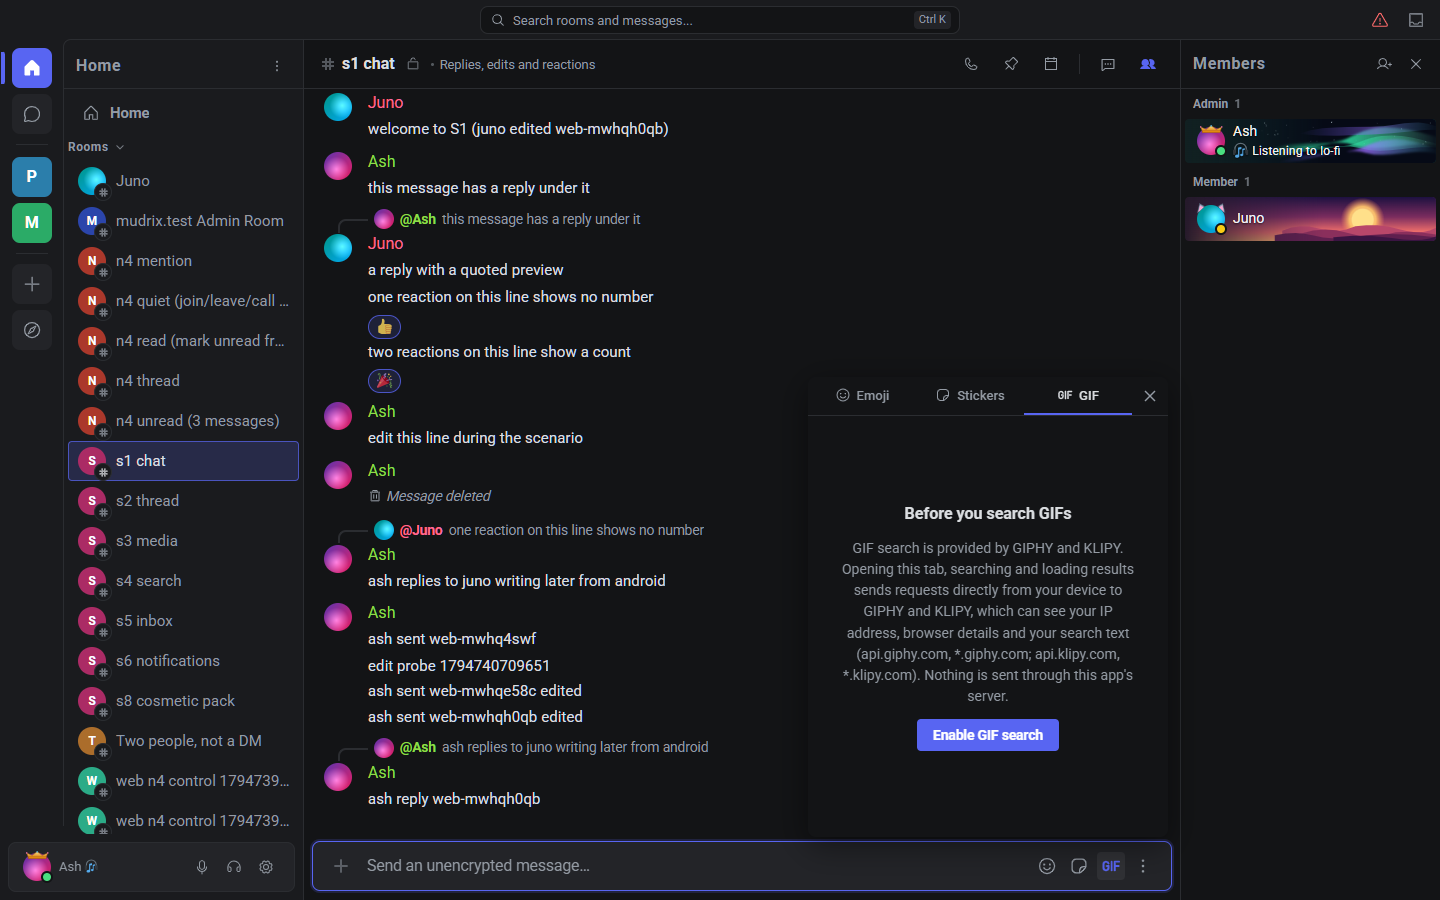 Search rooms and messages...
Ctrl K
Home
Home
Rooms
P
M
Juno
M mudrix.test Admin Room
N n4 mention
N n4 quiet (join/leave/call ...
N n4 read (mark unread fr...
N n4 thread
N n4 unread (3 messages)
S s1 chat
S s2 thread
S s3 media
S s4 search
S s5 inbox
S s6 notifications
S s8 cosmetic pack
T Two people, not a DM
W web n4 control 1794739...
W web n4 control 1794739...
Ash
s1 chat
• Replies, edits and reactions
Juno
welcome to S1 (juno edited web-mwhqh0qb)
Ash
this message has a reply under it
@Ash this message has a reply under it
Juno
a reply with a quoted preview
one reaction on this line shows no number
two reactions on this line show a count
Ash
edit this line during the scenario
Ash
Message deleted
@Juno one reaction on this line shows no number
Ash
ash replies to juno writing later from android
Ash
ash sent web-mwhq4swf
edit probe 1794740709651
ash sent web-mwhqe58c edited
ash sent web-mwhqh0qb edited
@Ash ash replies to juno writing later from android
Ash
ash reply web-mwhqh0qb
Send an unencrypted message...
GIF
Emoji
Stickers
GIF GIF
Before you search GIFs
GIF search is provided by GIPHY and KLIPY.
Opening this tab, searching and loading results
sends requests directly from your device to
GIPHY and KLIPY, which can see your IP
address, browser details and your search text
(api.giphy.com, *.giphy.com; api.klipy.com,
*.klipy.com). Nothing is sent through this app's
server.
Enable GIF search
Members
Admin 1
Ash
Listening to lo-fi
Member 1
Juno